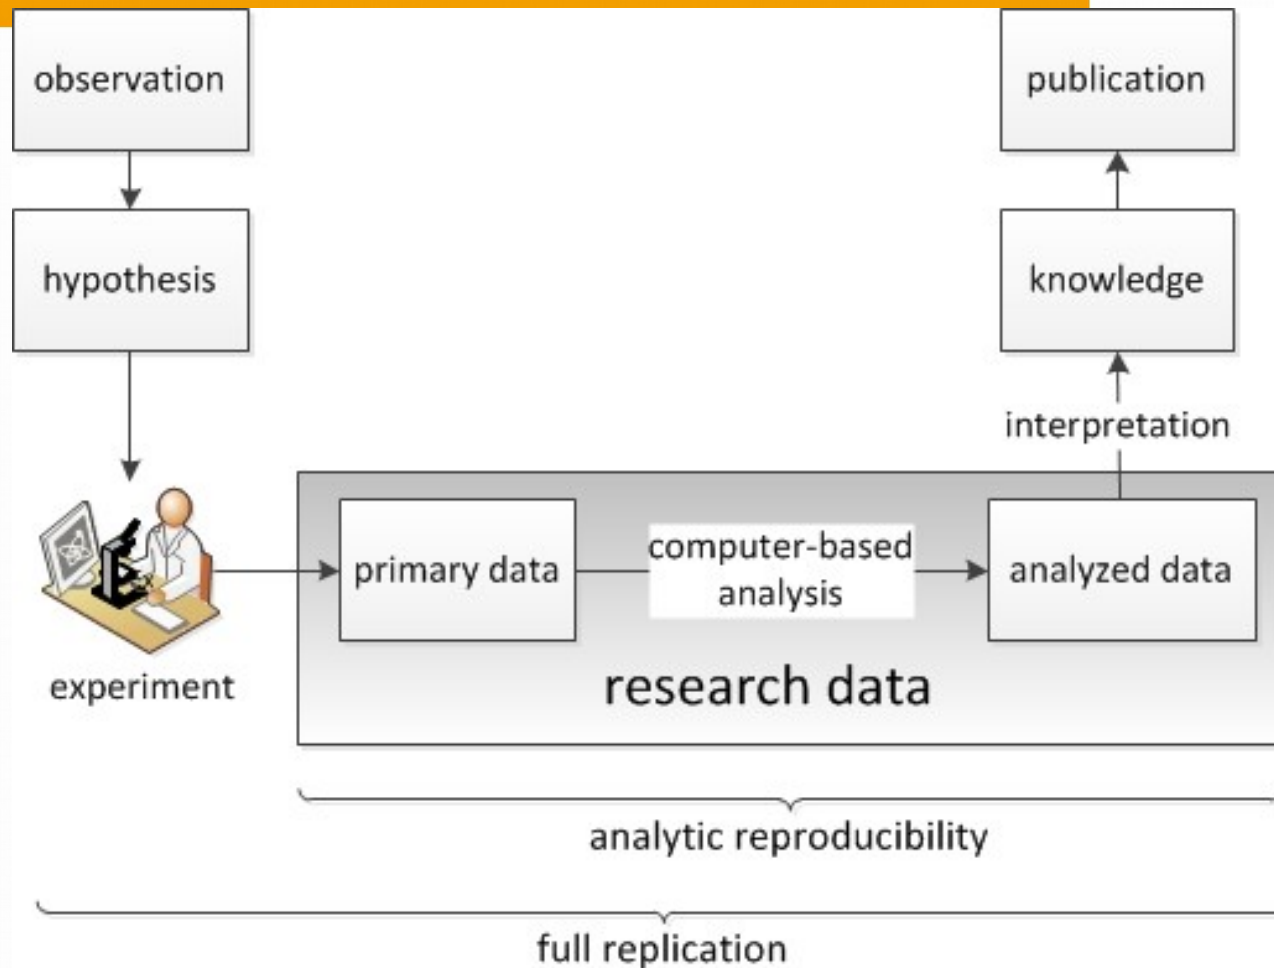 observation
publication
hypothesis
knowledge
interpretation
primary data
computer-based
analysis
analyzed data
experiment
research data
analytic reproducibility
full replication